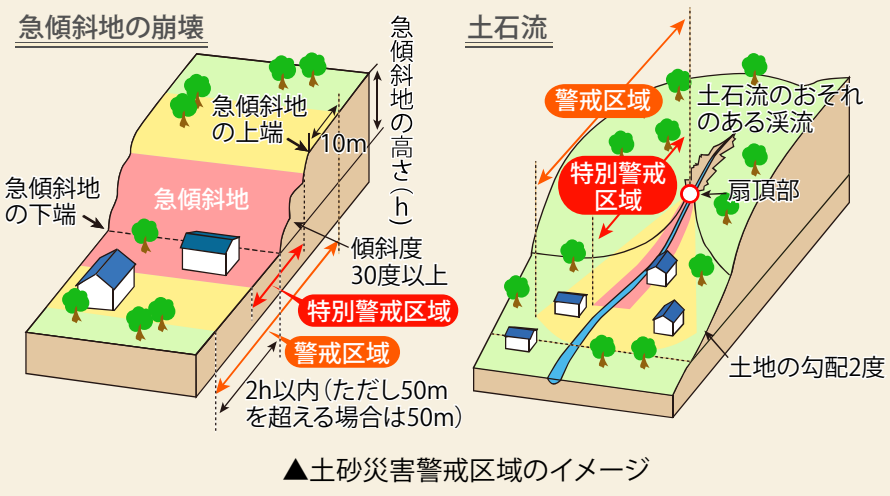 急傾斜地の崩壊
急傾斜地の高さ(h)
急傾斜地
の上端
10m
急傾斜地
の下端
急傾斜地
傾斜度
30度以上
特別警戒区域
警戒区域
2h以内(ただし50m
を超える場合は50m)
土石流
警戒区域
土石流のおそれ
のある渓流
特別警戒
区域
扇頂部
土地の勾配2度
▲土砂災害警戒区域のイメージ